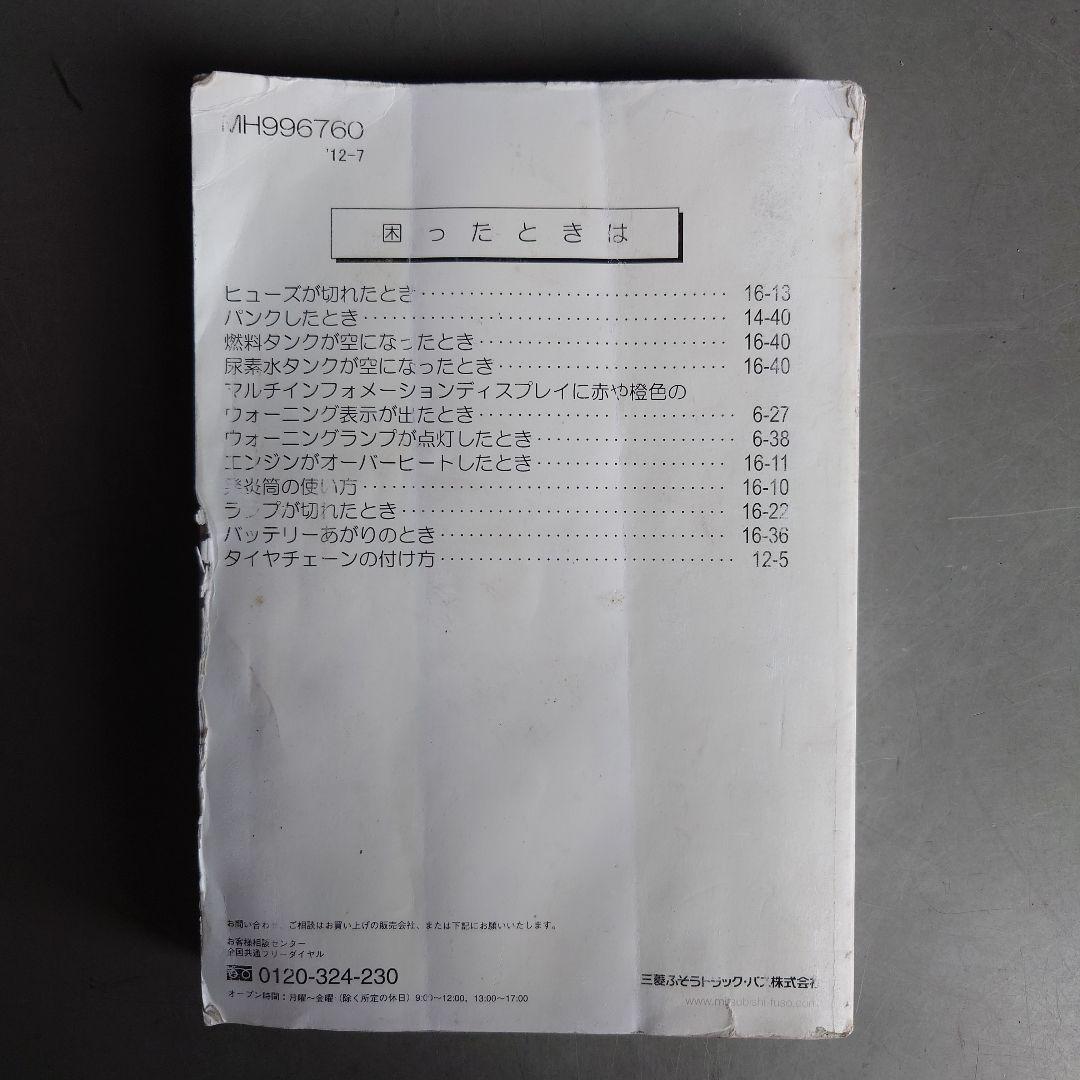 MH996760
'12-7
困ったときは
ヒューズが切れたとき 16-13
パンクしたとき 14-40
燃料タンクが空になったとき 16-40
尿素水タンクが空になったとき 16-40
マルチインフォメーションディスプレイに赤や橙色の
ウォーニング表示が出たとき 6-27
ウォーニングランプが点灯したとき 6-38
エンジンがオーバーヒートしたとき 16-11
発炎筒の使い方 16-10
ランプが切れたとき 16-22
バッテリーあがりのとき 16-36
タイヤチェーンの付け方 12-5
お問い合わせ、ご相談はお買い上げの販売会社、または下記にお願いいたします。
お客様相談センター
全国共通フリーダイヤル
0120-324-230
オープン時間：月曜～金曜（除く所定の休日）9:00～12:00, 13:00～17:00
三菱ふそうトラック・バス株式会社
www.mitsubishi-fuso.com